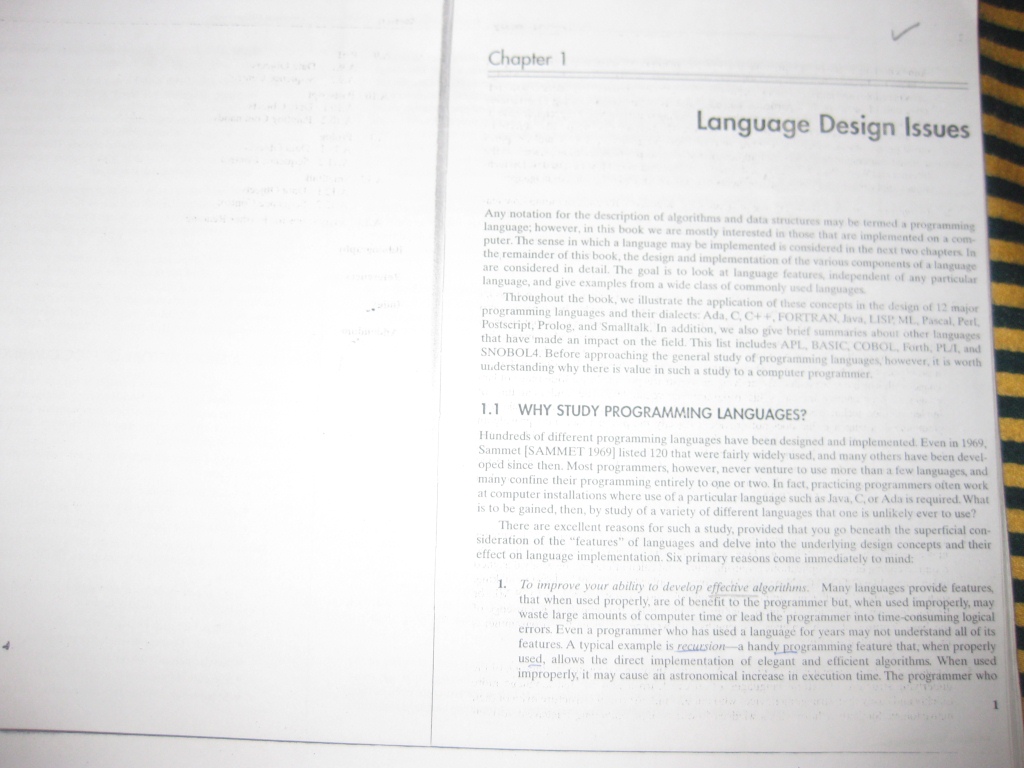 Chapter 1
Language Design Issues
Any notation for the description of algorithms and data structures may be termed a programming
language; however, in this book we are mostly interested in those that are implemented on a com-
puter. The sense in which a language may be implemented is considered in the next two chapters. In
the remainder of this book, the design and implementation of the various components of a language
are considered in detail. The goal is to look at language features, independent of any particular
language, and give examples from a wide class of commonly used languages.
Throughout the book, we illustrate the application of these concepts in the design of 12 major
programming languages and their dialects: Ada, C, C++, FORTRAN, Java, LISP, ML, Pascal, Perl,
Postscript, Prolog, and Smalltalk. In addition, we also give brief summaries about other languages
that have made an impact on the field. This list includes APL, BASIC, COBOL, Forth, PL/I, and
SNOBOL4. Before approaching the general study of programming languages, however, it is worth
understanding why there is value in such a study to a computer programmer.
1.1 WHY STUDY PROGRAMMING LANGUAGES?
Hundreds of different programming languages have been designed and implemented. Even in 1969,
Sammet [SAMMET 1969] listed 120 that were fairly widely used, and many others have been devel-
oped since then. Most programmers, however, never venture to use more than a few languages, and
many confine their programming entirely to one or two. In fact, practicing programmers often work
at computer installations where use of a particular language such as Java, C, or Ada is required. What
is to be gained, then, by study of a variety of different languages that one is unlikely ever to use?
There are excellent reasons for such a study, provided that you go beneath the superficial con-
sideration of the "features" of languages and delve into the underlying design concepts and their
effect on language implementation. Six primary reasons come immediately to mind:
1. To improve your ability to develop effective algorithms. Many languages provide features,
that when used properly, are of benefit to the programmer but, when used improperly, may
waste large amounts of computer time or lead the programmer into time-consuming logical
errors. Even a programmer who has used a language for years may not understand all of its
features. A typical example is recursion—a handy programming feature that, when properly
used, allows the direct implementation of elegant and efficient algorithms. When used
improperly, it may cause an astronomical increase in execution time. The programmer who
1